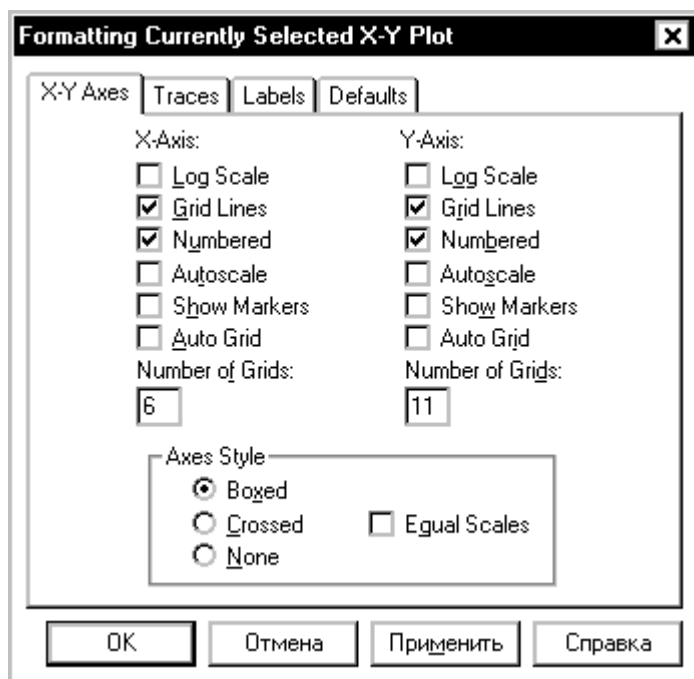 Formatting Currently Selected X-Y Plot
X-Y Axes Traces Labels Defaults
X-Axis: Y-Axis:
Log Scale Log Scale
Grid Lines Grid Lines
Numbered Numbered
Autoscale Autoscale
Show Markers Show Markers
Auto Grid Auto Grid
Number of Grids: Number of Grids:
6 11
Axes Style
Boxed
Crossed Equal Scales
None
OK Отмена Применить Справка